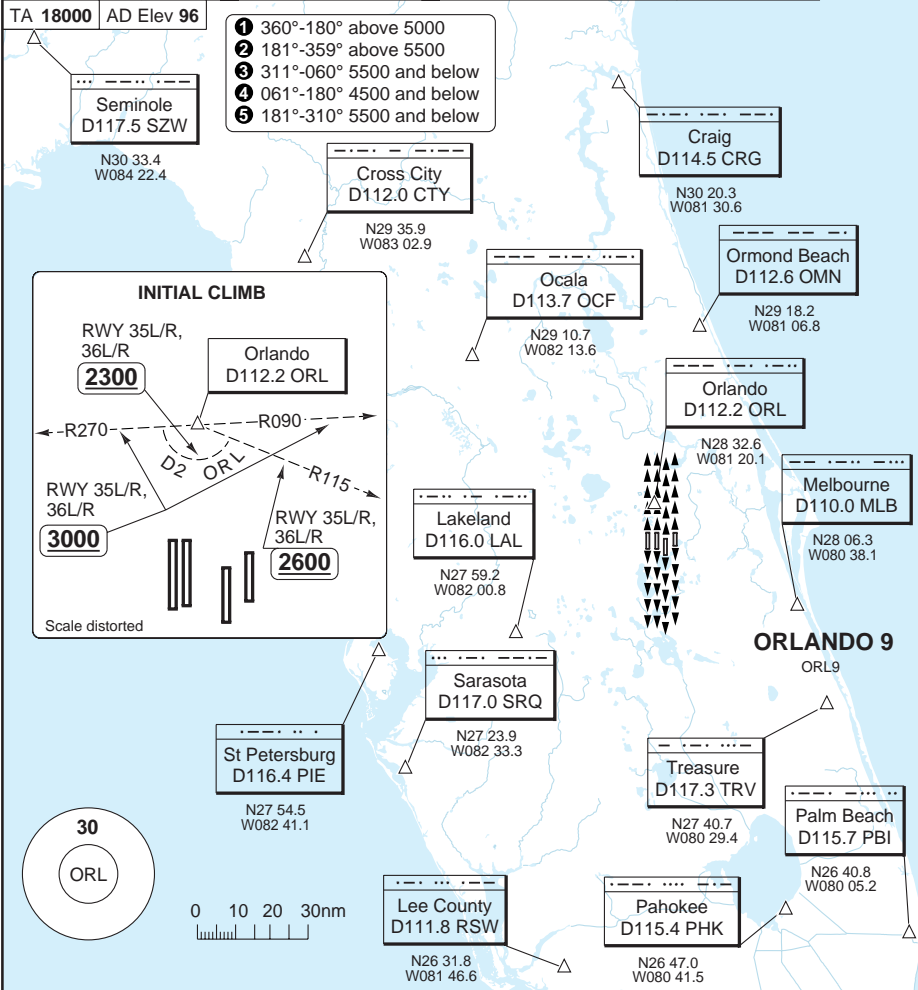 TA 18000 AD Elev 96
1 360°-180° above 5000
2 181°-359° above 5500
3 311°-060° 5500 and below
4 061°-180° 4500 and below
5 181°-310° 5500 and below
Seminole
D117.5 SZW
N30 33.4
W084 22.4
Craig
D114.5 CRG
N30 20.3
W081 30.6
Cross City
D112.0 CTY
N29 35.9
W083 02.9
Ormond Beach
D112.6 OMN
N29 18.2
W081 06.8
Ocala
D113.7 OCF
N29 10.7
W082 13.6
INITIAL CLIMB
RWY 35L/R,
36L/R
2300
Orlando
D112.2 ORL
R270
R090
D2 ORL
R115
RWY 35L/R,
36L/R
3000
RWY 35L/R,
36L/R
2600
Scale distorted
Orlando
D112.2 ORL
N28 32.6
W081 20.1
Melbourne
D110.0 MLB
N28 06.3
W080 38.1
Lakeland
D116.0 LAL
N27 59.2
W082 00.8
ORLANDO 9
ORL9
Sarasota
D117.0 SRQ
N27 23.9
W082 33.3
St Petersburg
D116.4 PIE
N27 54.5
W082 41.1
Treasure
D117.3 TRV
N27 40.7
W080 29.4
Palm Beach
D115.7 PBI
N26 40.8
W080 05.2
30
ORL
0 10 20 30nm
Lee County
D111.8 RSW
N26 31.8
W081 46.6
Pahokee
D115.4 PHK
N26 47.0
W080 41.5